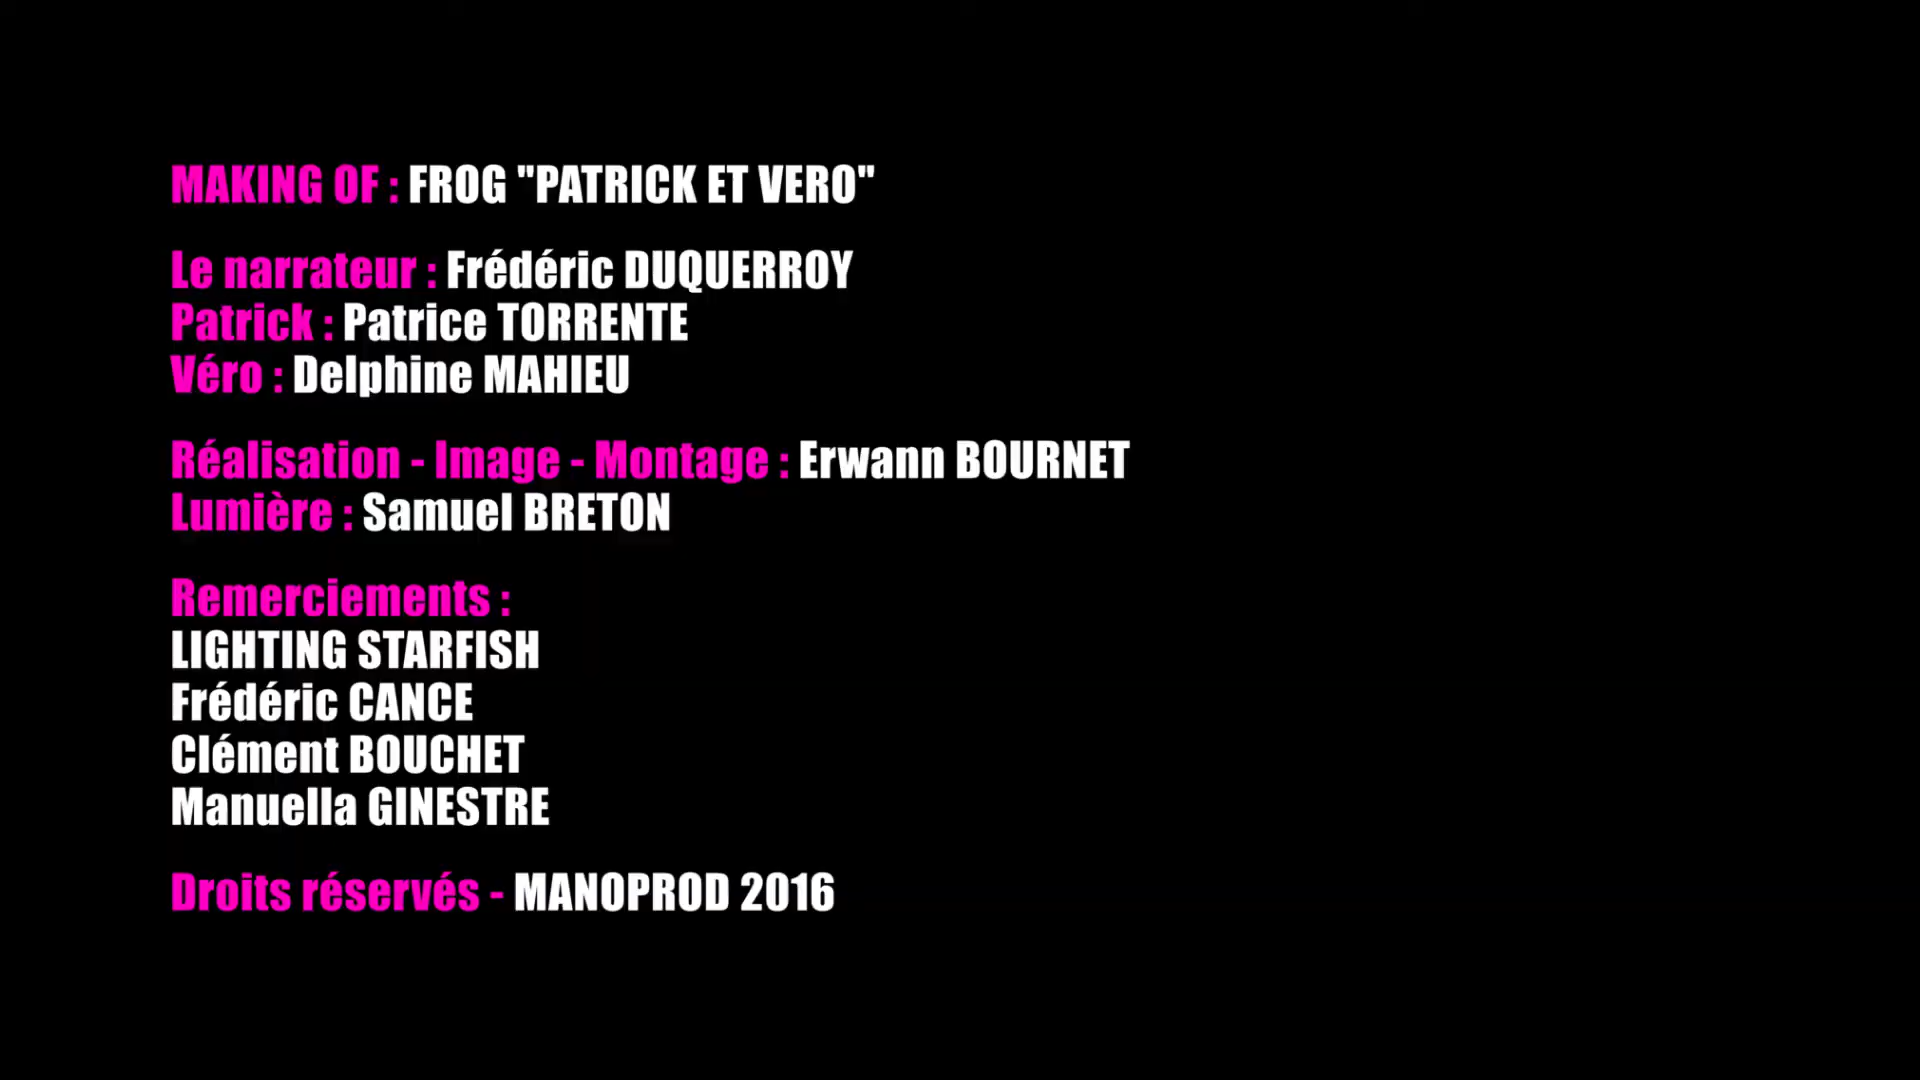 MAKING OF : FROG "PATRICK ET VERO"
Le narrateur : Frédéric DUQUERROY
Patrick : Patrice TORRENTE
Véro : Delphine MAHIEU
Réalisation - Image - Montage : Erwann BOURNET
Lumière : Samuel BRETON
Remerciements :
LIGHTING STARFISH
Frédéric CANCE
Clément BOUCHET
Manuella GINESTRE
Droits réservés - MANOPROD 2016